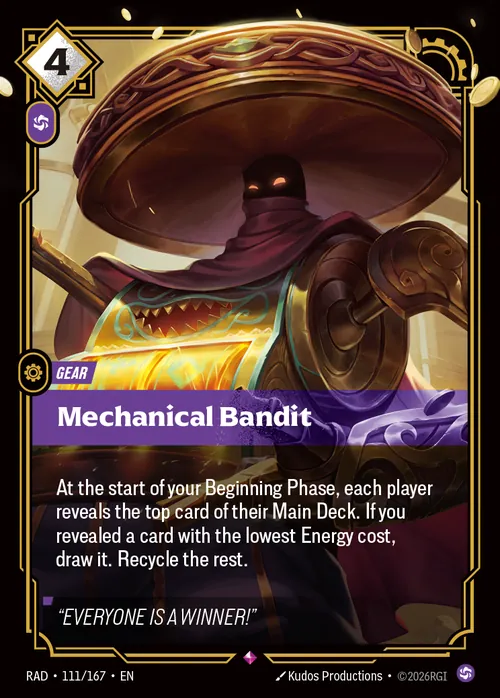 4
GEAR
Mechanical Bandit
At the start of your Beginning Phase, each player
reveals the top card of their Main Deck. If you
revealed a card with the lowest Energy cost,
draw it. Recycle the rest.
“EVERYONE IS A WINNER!”
RAD • 111/167 • EN
Kudos Productions • ©2026RGI